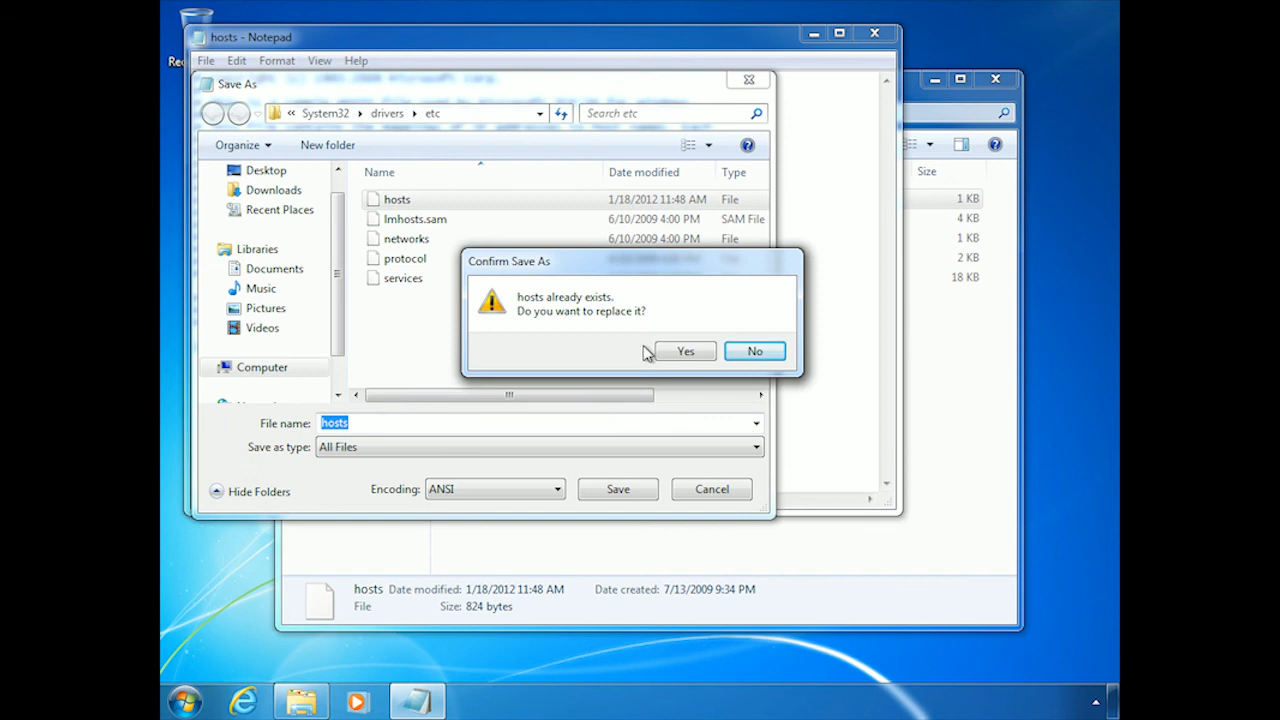 hosts - Notepad
File Edit Format View Help
Save As
« System32 ▸ drivers ▸ etc
Search etc
Organize ▾ New folder
Name Date modified Type
Size
Desktop
Downloads
Recent Places
Libraries
Documents
Music
Pictures
Videos
Computer
hosts 1/18/2012 11:48 AM File
1 KB
lmhosts.sam 6/10/2009 4:00 PM SAM File
4 KB
networks 6/10/2009 4:00 PM File
1 KB
protocol
2 KB
services
18 KB
Confirm Save As
hosts already exists.
Do you want to replace it?
Yes No
File name: hosts
Save as type: All Files
Hide Folders Encoding: ANSI Save Cancel
hosts Date modified: 1/18/2012 11:48 AM Date created: 7/13/2009 9:34 PM
File Size: 824 bytes